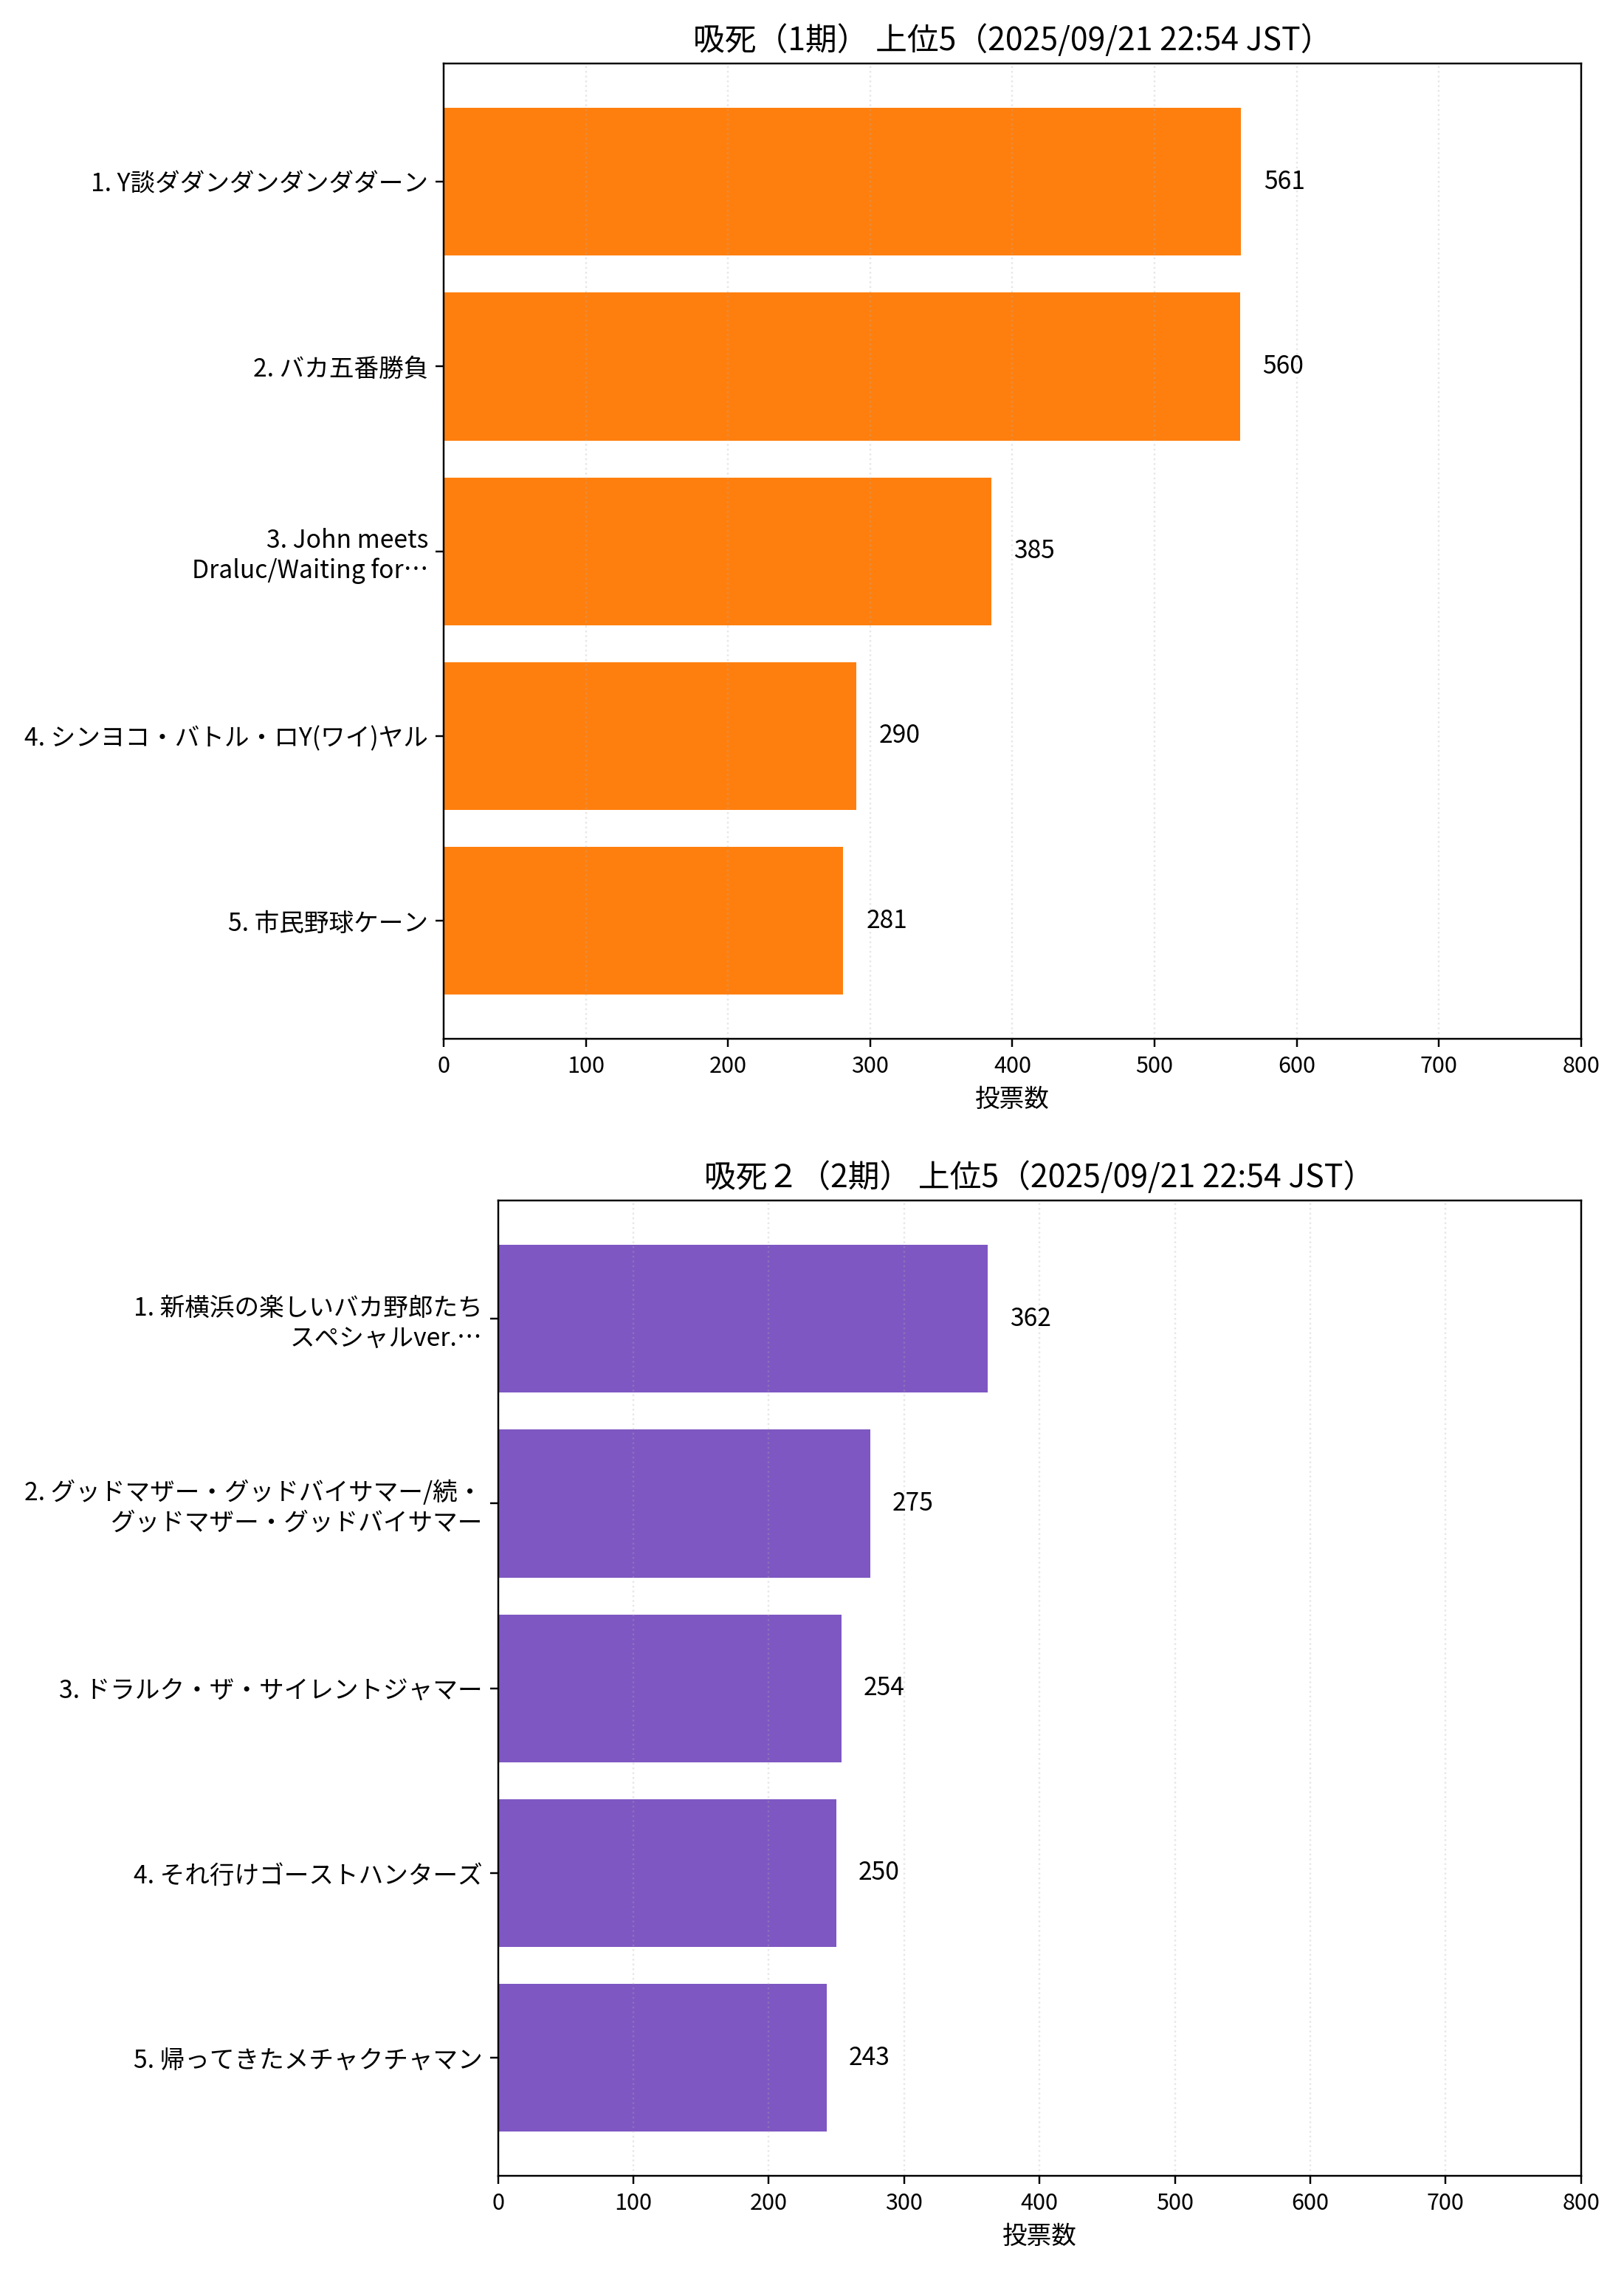 吸死（1期） 上位5（2025/09/21 22:54 JST）
1. Y談ダダンダンダンダダーン
561
2. バカ五番勝負
560
3. John meets
Draluc/Waiting for…
385
4. シンヨコ・バトル・ロY(ワイ)ヤル
290
5. 市民野球ケーン
281
0 100 200 300 400 500 600 700 800
投票数
吸死２（2期） 上位5（2025/09/21 22:54 JST）
1. 新横浜の楽しいバカ野郎たち
スペシャルver.…
362
2. グッドマザー・グッドバイサマー/続・
グッドマザー・グッドバイサマー
275
3. ドラルク・ザ・サイレントジャマー
254
4. それ行けゴーストハンターズ
250
5. 帰ってきたメチャクチャマン
243
0 100 200 300 400 500 600 700 800
投票数